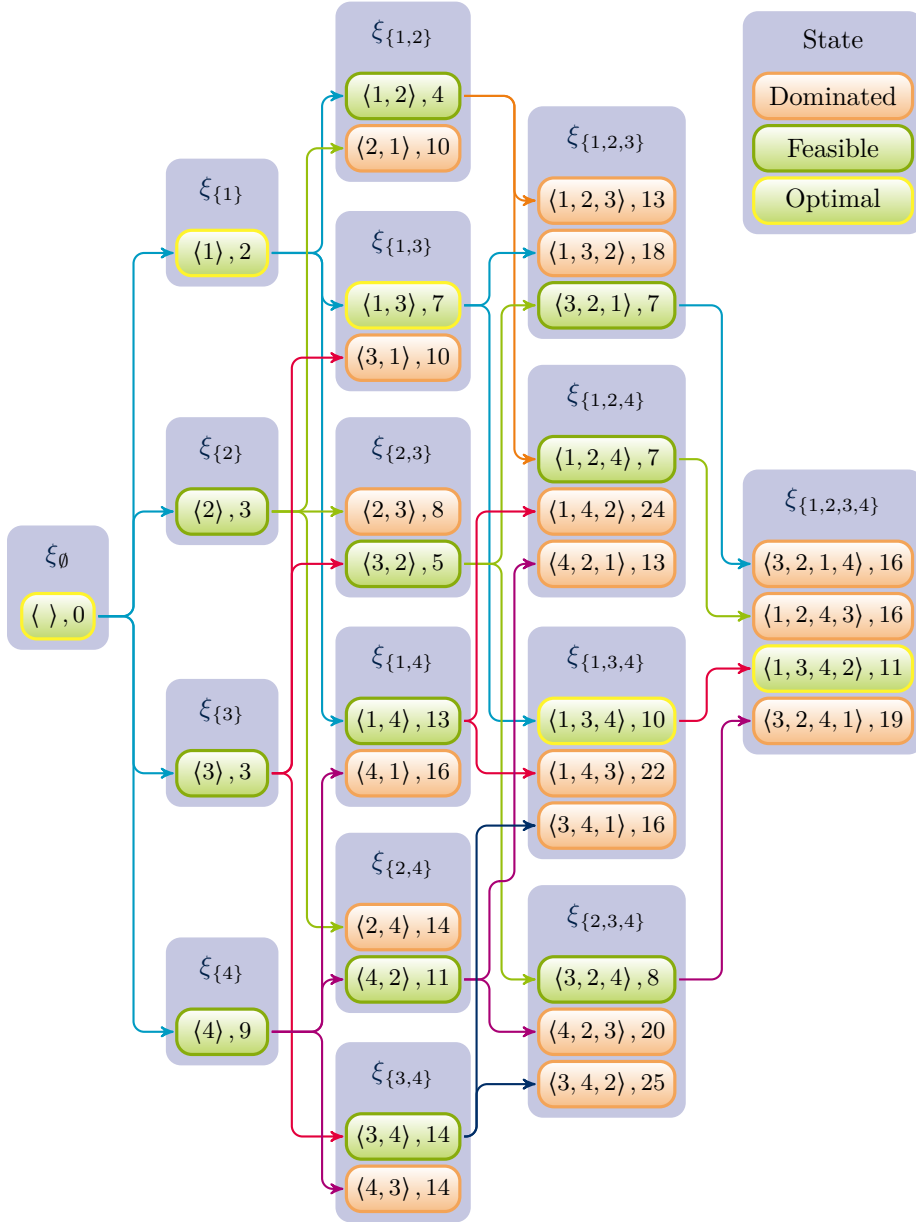 ξ∅
⟨ ⟩, 0
ξ{1}
⟨1⟩, 2
ξ{2}
⟨2⟩, 3
ξ{3}
⟨3⟩, 3
ξ{4}
⟨4⟩, 9
ξ{1,2}
⟨1, 2⟩, 4
⟨2, 1⟩, 10
ξ{1,3}
⟨1, 3⟩, 7
⟨3, 1⟩, 10
ξ{2,3}
⟨2, 3⟩, 8
⟨3, 2⟩, 5
ξ{1,4}
⟨1, 4⟩, 13
⟨4, 1⟩, 16
ξ{2,4}
⟨2, 4⟩, 14
⟨4, 2⟩, 11
ξ{3,4}
⟨3, 4⟩, 14
⟨4, 3⟩, 14
ξ{1,2,3}
⟨1, 2, 3⟩, 13
⟨1, 3, 2⟩, 18
⟨3, 2, 1⟩, 7
ξ{1,2,4}
⟨1, 2, 4⟩, 7
⟨1, 4, 2⟩, 24
⟨4, 2, 1⟩, 13
ξ{1,3,4}
⟨1, 3, 4⟩, 10
⟨1, 4, 3⟩, 22
⟨3, 4, 1⟩, 16
ξ{2,3,4}
⟨3, 2, 4⟩, 8
⟨4, 2, 3⟩, 20
⟨3, 4, 2⟩, 25
ξ{1,2,3,4}
⟨3, 2, 1, 4⟩, 16
⟨1, 2, 4, 3⟩, 16
⟨1, 3, 4, 2⟩, 11
⟨3, 2, 4, 1⟩, 19
State
Dominated
Feasible
Optimal